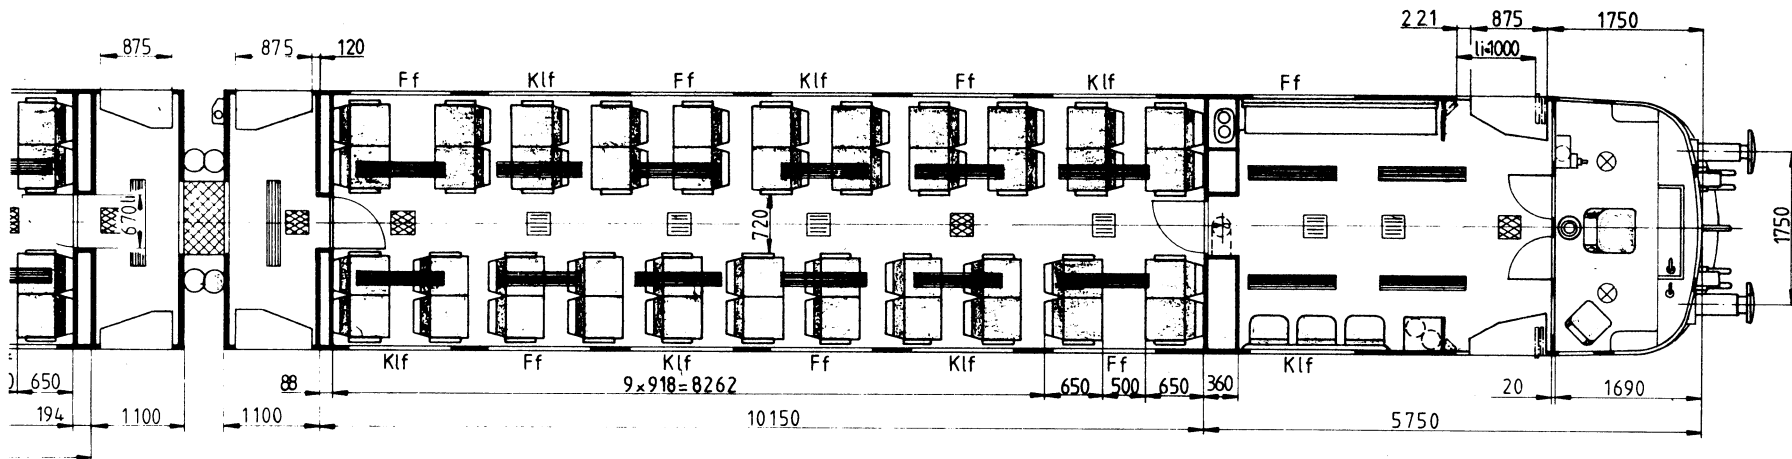 221 875 1750
875 875 120 li=1000
Ff Klf Ff Klf Ff Klf Ff
670 li 720 1750
Klf Ff Klf Ff Klf Ff Klf
650 88 9×918=8262 650 500 650 360 20 1690
194 1100 1100 10150 5750